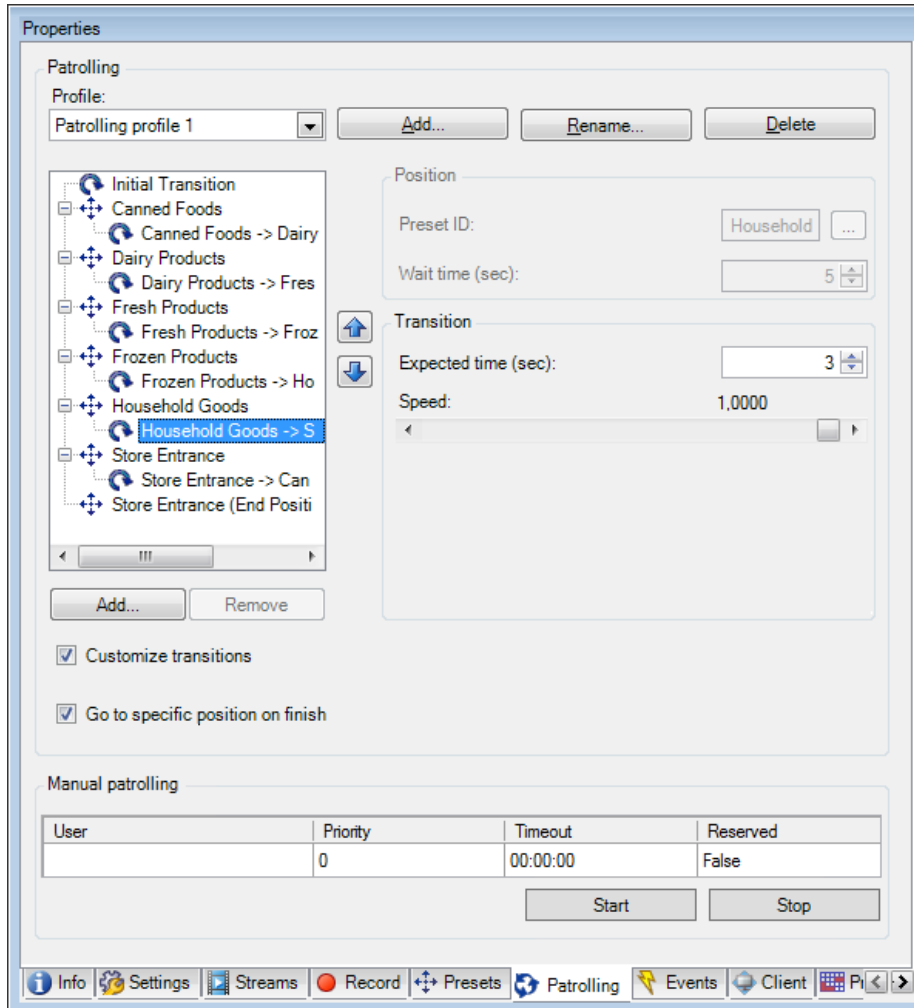 Properties
Patrolling
Profile:
Patrolling profile 1
Add...
Rename...
Delete
Initial Transition
Canned Foods
Canned Foods -> Dairy
Dairy Products
Dairy Products -> Fres
Fresh Products
Fresh Products -> Froz
Frozen Products
Frozen Products -> Ho
Household Goods
Household Goods -> S
Store Entrance
Store Entrance -> Can
Store Entrance (End Positi
Position
Preset ID:
Household
...
Wait time (sec):
5
Transition
Expected time (sec):
3
Speed:
1,0000
Add...
Remove
Customize transitions
Go to specific position on finish
Manual patrolling
User Priority Timeout Reserved
0 00:00:00 False
Start
Stop
Info Settings Streams Record Presets Patrolling Events Client